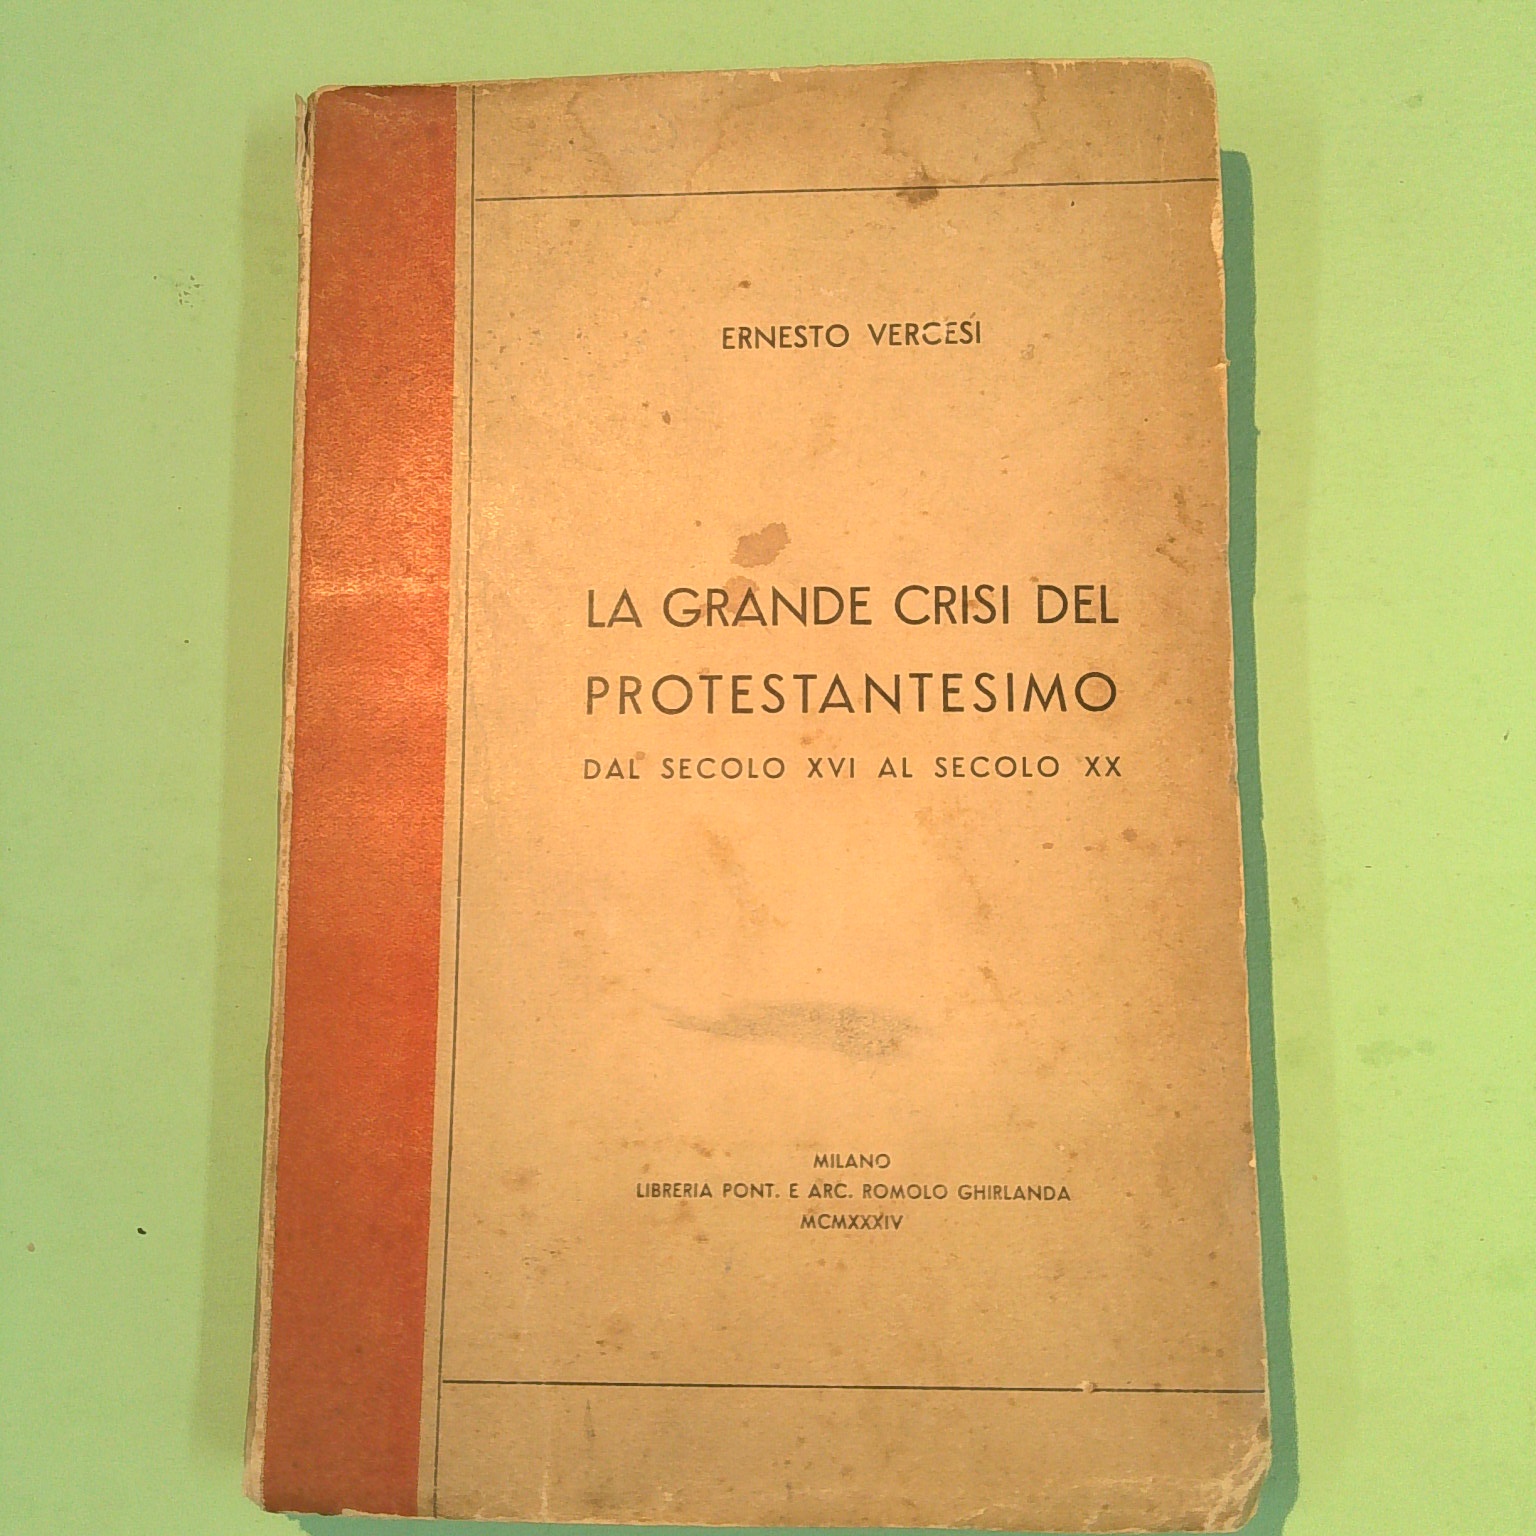 ERNESTO VERCESI
LA GRANDE CRISI DEL
PROTESTANTESIMO
DAL SECOLO XVI AL SECOLO XX
MILANO
LIBRERIA PONT. E ARC. ROMOLO GHIRLANDA
MCMXXXIV